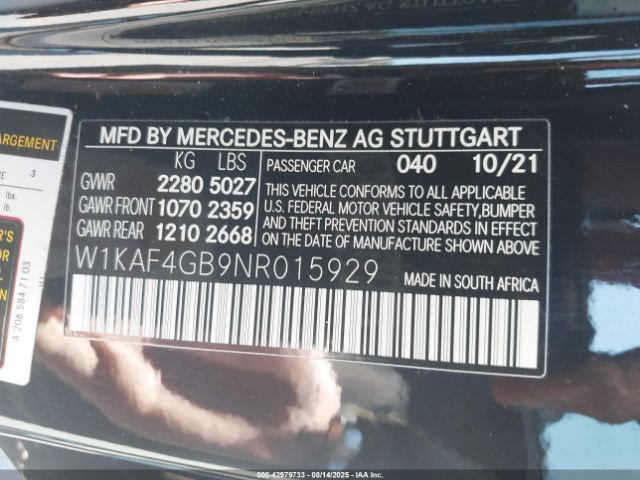 MFD BY MERCEDES-BENZ AG STUTTGART
KG LBS
GVWR 2280 5027
GAWR FRONT 1070 2359
GAWR REAR 1210 2668
PASSENGER CAR 040 10/21
THIS VEHICLE CONFORMS TO ALL APPLICABLE
U.S. FEDERAL MOTOR VEHICLE SAFETY,BUMPER
AND THEFT PREVENTION STANDARDS IN EFFECT
ON THE DATE OF MANUFACTURE SHOWN ABOVE.
W1KAF4GB9NR015929
MADE IN SOUTH AFRICA
ARGEMENT
3
lb.
lb.
R'S
OR
A 206 584 71 03
000-42979733 - 08/14/2025 - IAA Inc.